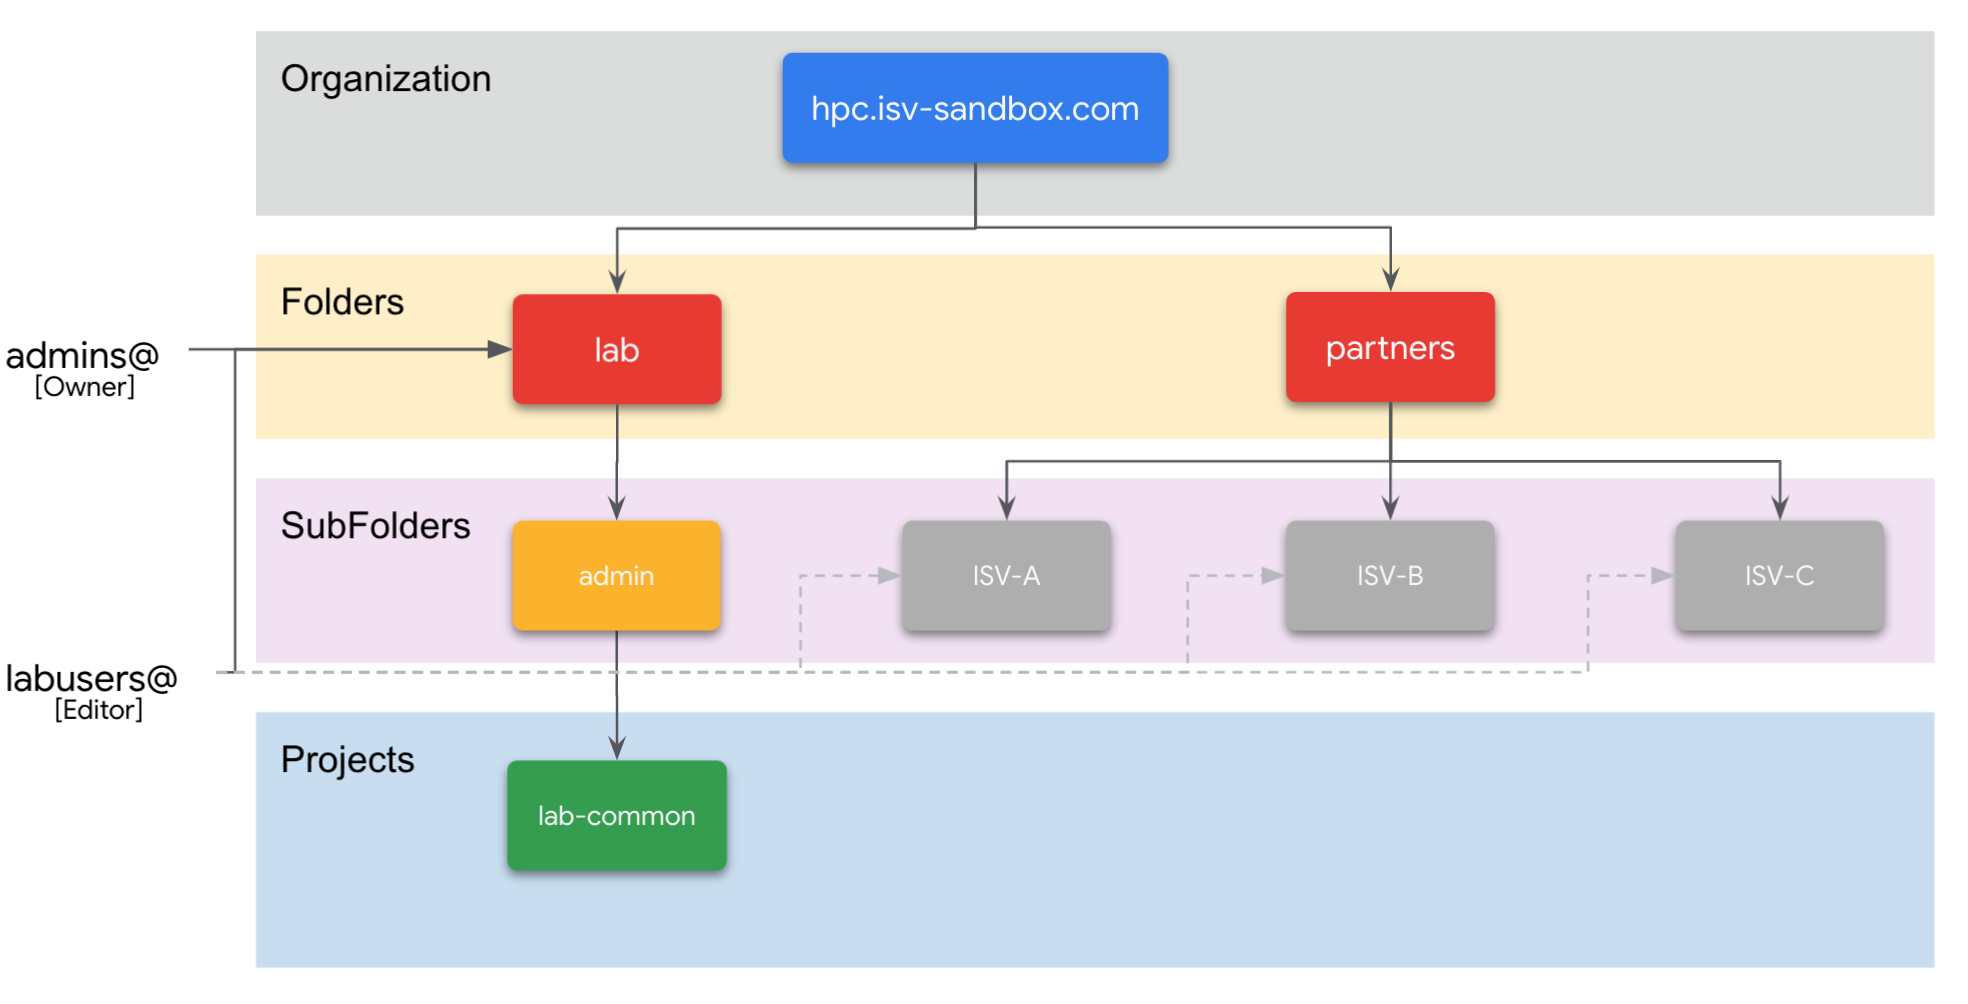 Organization
hpc.isv-sandbox.com
Folders
lab
partners
admins@
[Owner]
SubFolders
admin
ISV-A
ISV-B
ISV-C
labusers@
[Editor]
Projects
lab-common